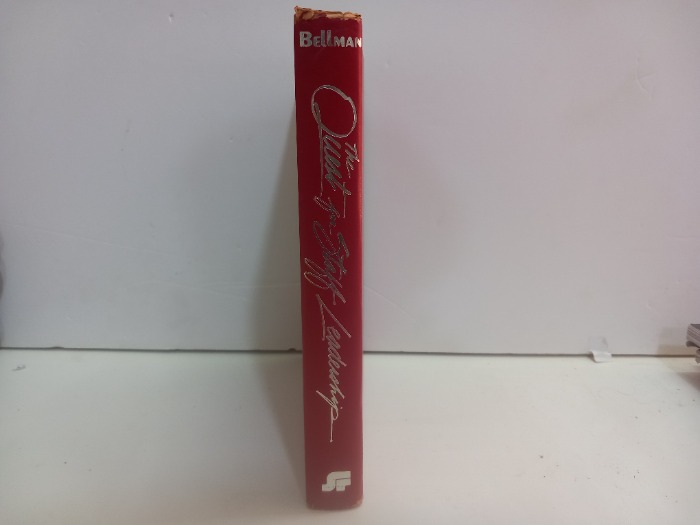 BellMAN
The
Quest for Staff Leadership
SF